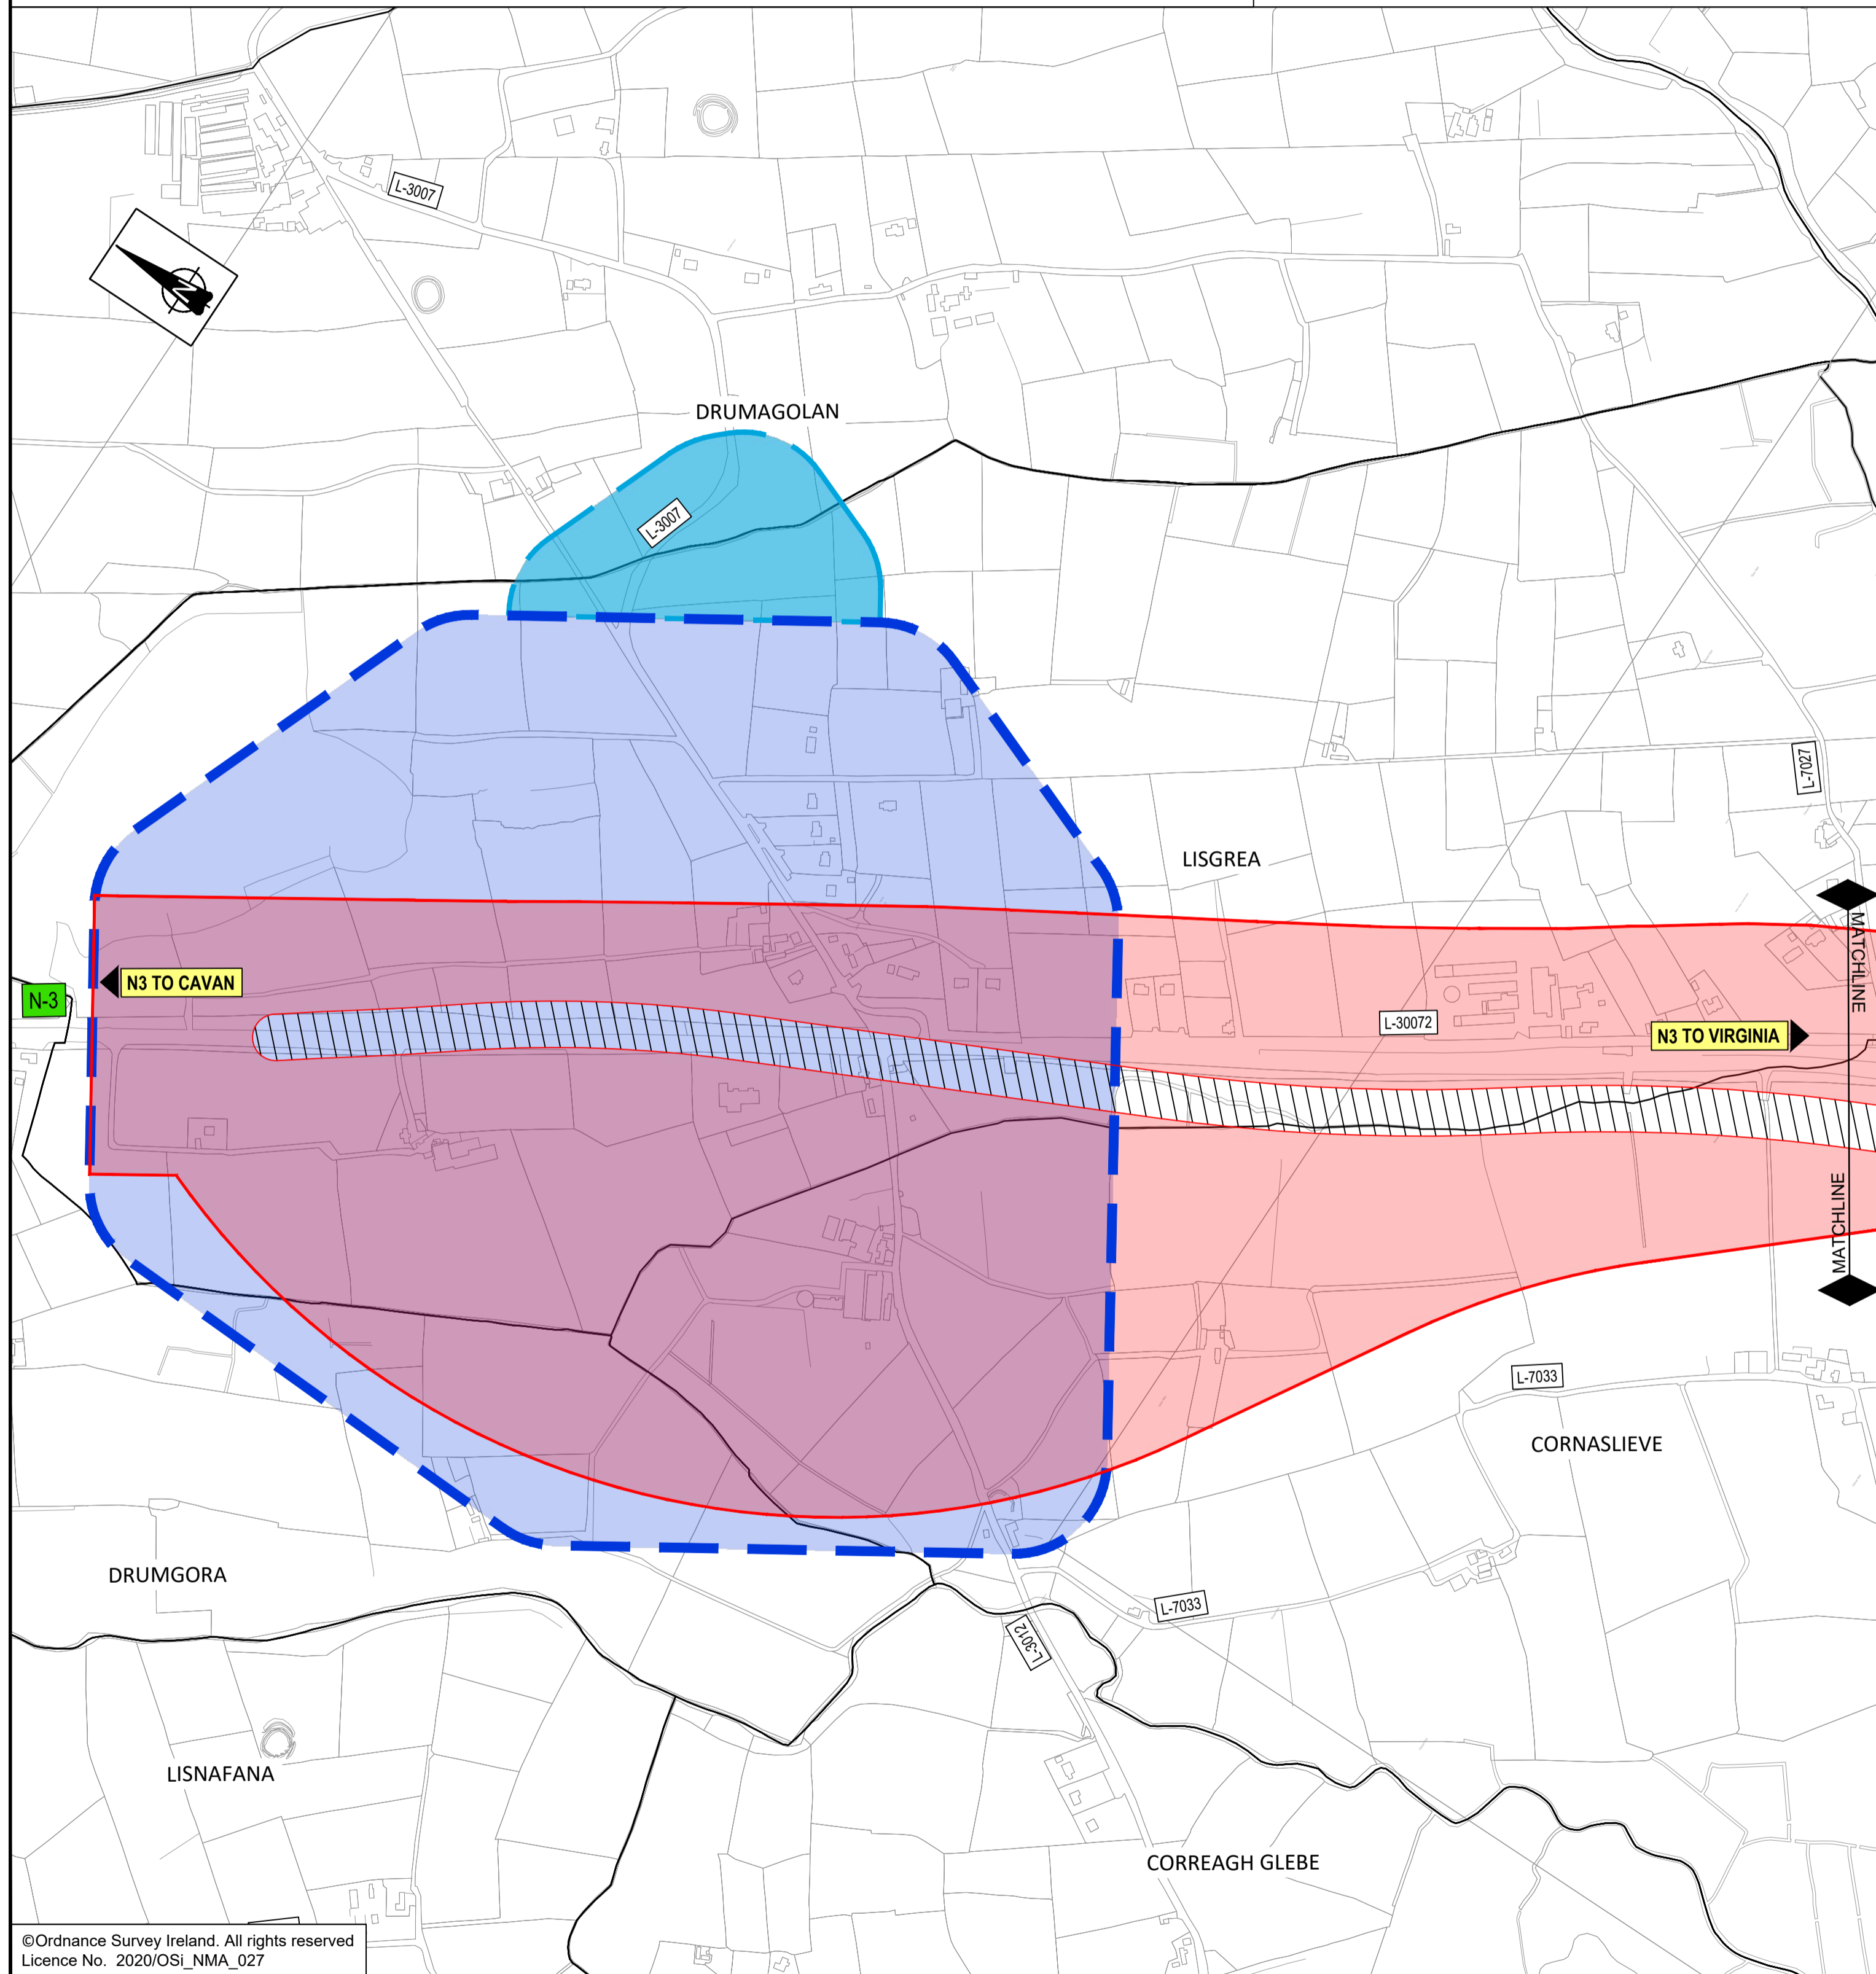 L-3007
N
DRUMAGOLAN
L-3007
L-7027
LISGREA
MATCHLINE
N3 TO CAVAN
N-3
L-30072
N3 TO VIRGINIA
MATCHLINE
L-7033
CORNASLIEVE
DRUMGORA
L-7033
L-3012
LISNAFANA
CORREAGH GLEBE
©Ordnance Survey Ireland. All rights reserved
Licence No. 2020/OSi_NMA_027